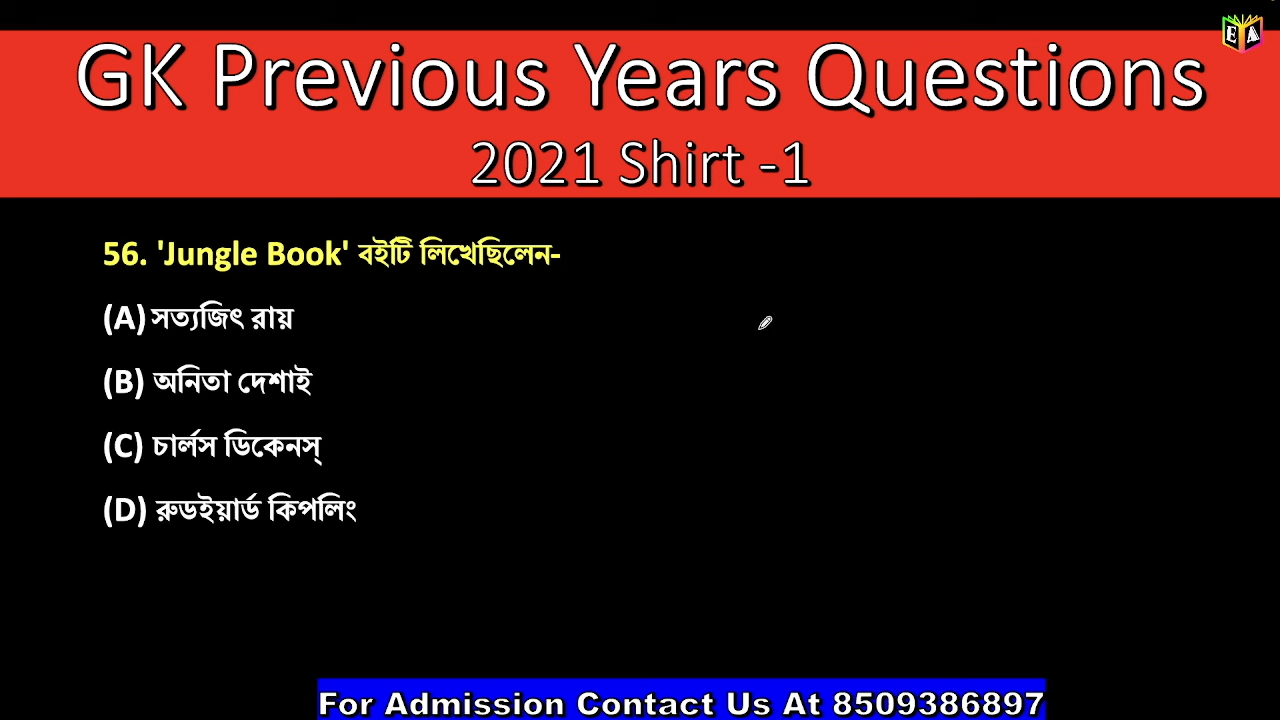 E A
GK Previous Years Questions
2021 Shirt -1
56. 'Jungle Book' বইটি লিখেছিলেন-
(A) সত্যজিৎ রায়
(B) অনিতা দেশাই
(C) চার্লস ডিকেনস্
(D) রুডইয়ার্ড কিপলিং
For Admission Contact Us At 8509386897